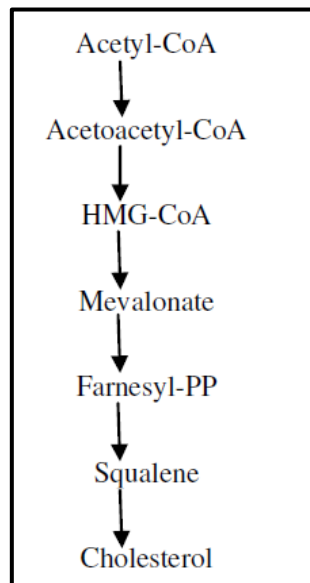 Acetyl-CoA
Acetoacetyl-CoA
HMG-CoA
Mevalonate
Farnesyl-PP
Squalene
Cholesterol